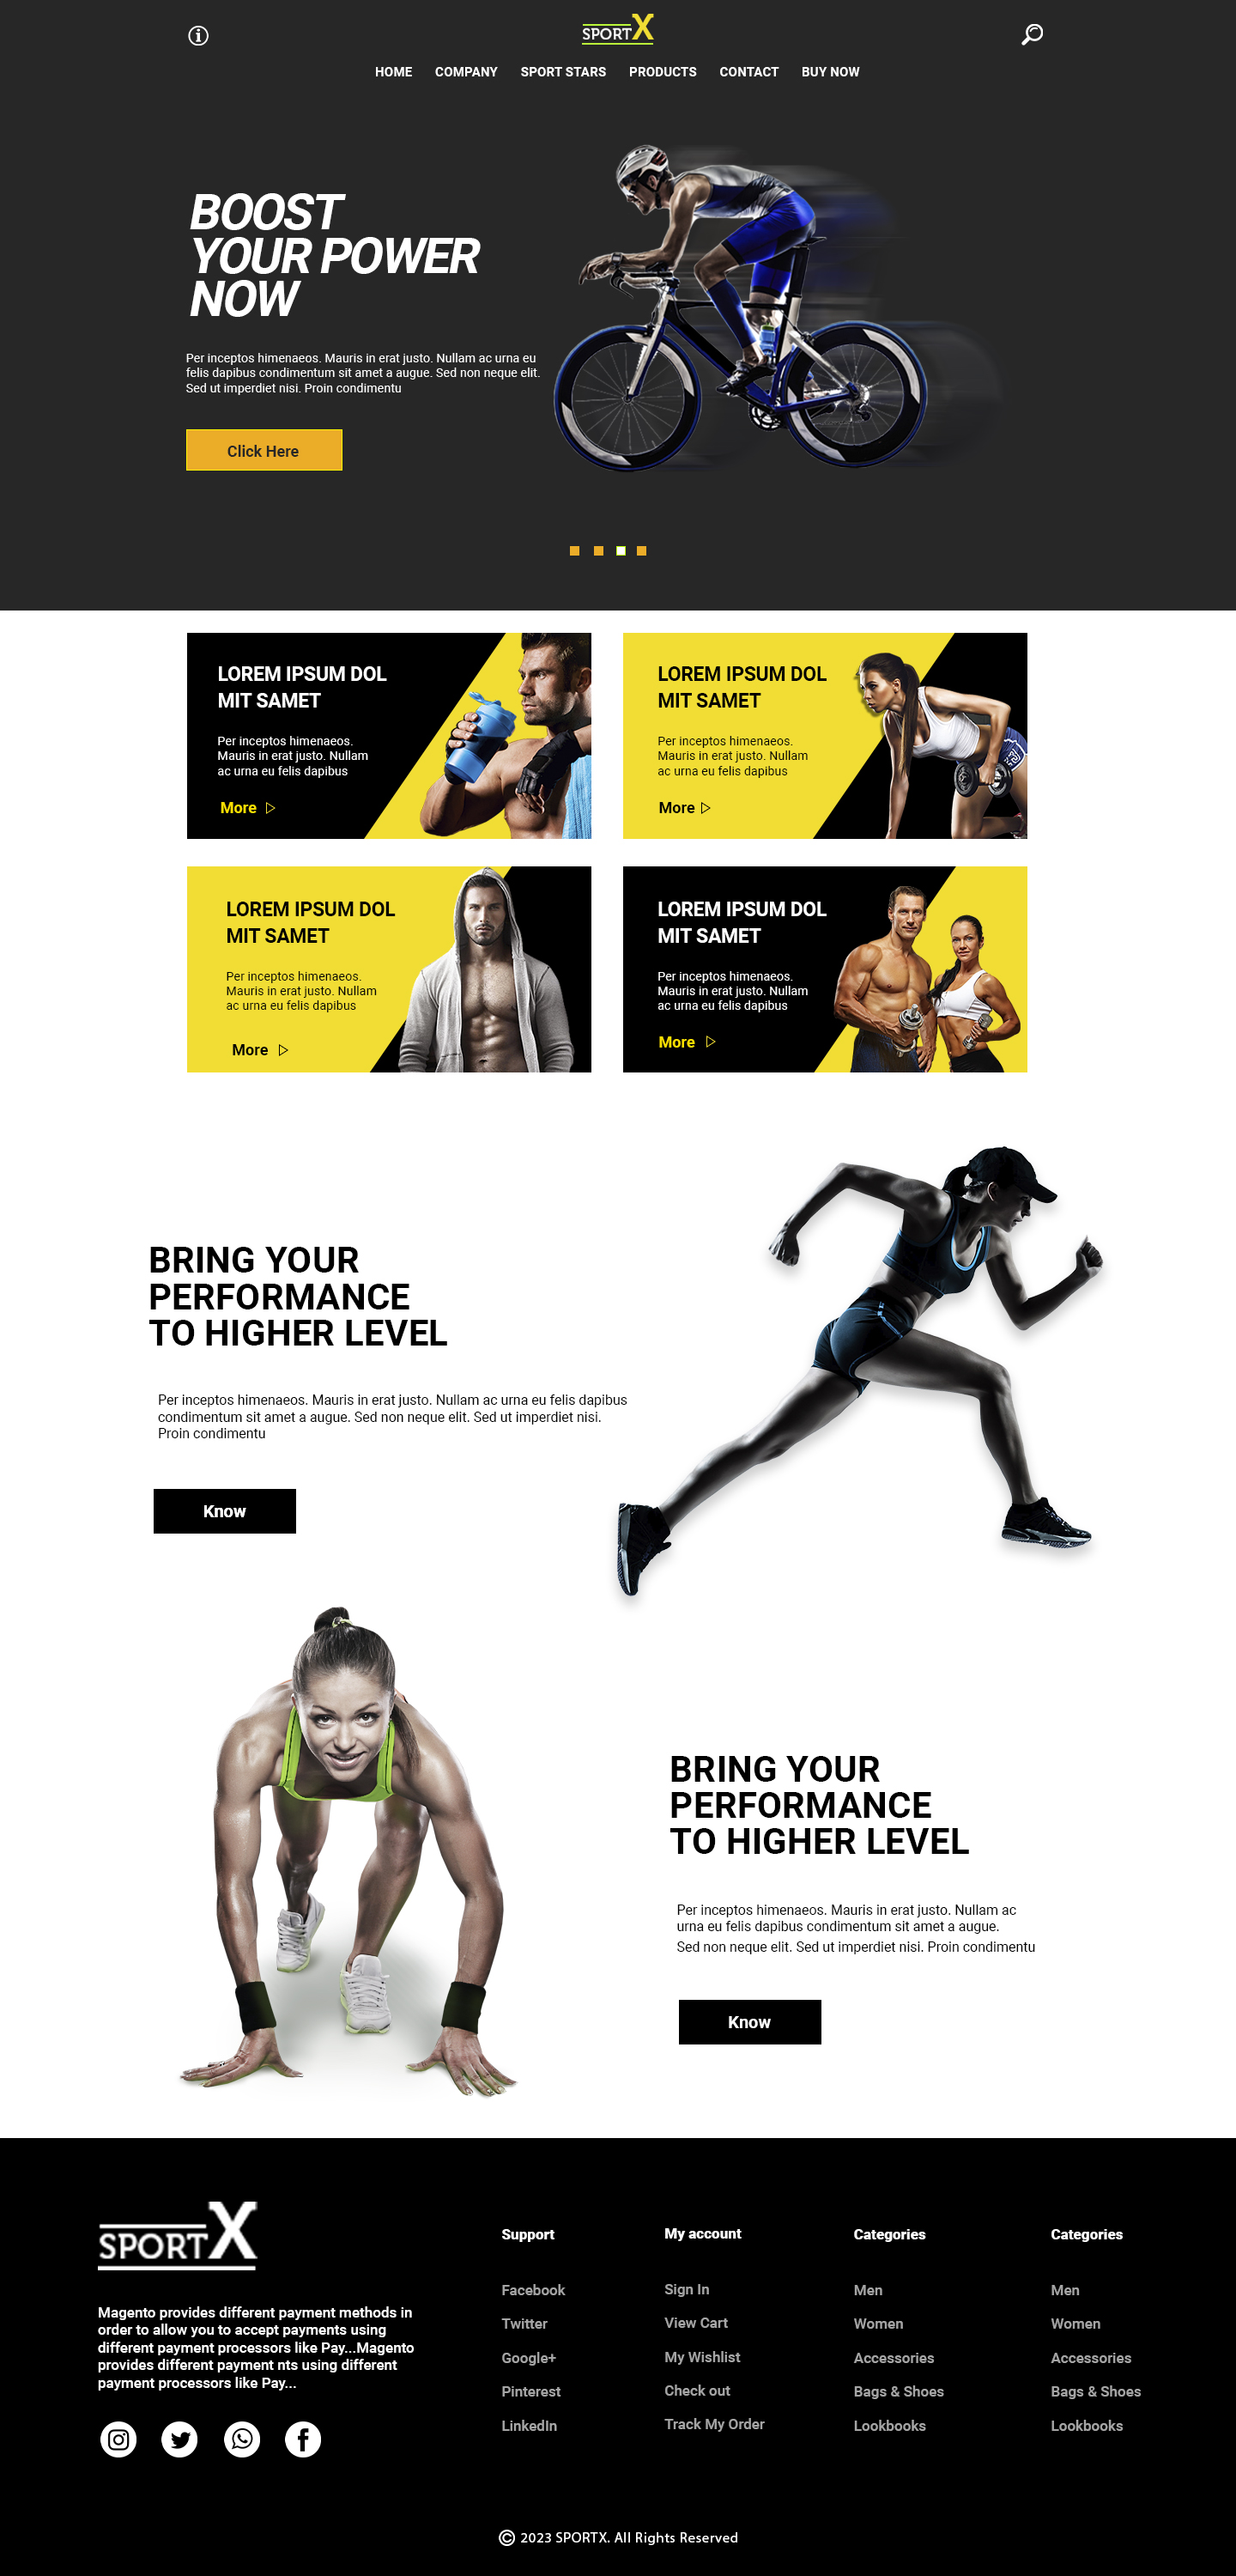 SPORTX
HOME COMPANY SPORT STARS PRODUCTS CONTACT BUY NOW
BOOST
YOUR POWER
NOW
Per inceptos himenaeos. Mauris in erat justo. Nullam ac urna eu
felis dapibus condimentum sit amet a augue. Sed non neque elit.
Sed ut imperdiet nisi. Proin condimentu
Click Here
LOREM IPSUM DOL
MIT SAMET
Per inceptos himenaeos.
Mauris in erat justo. Nullam
ac urna eu felis dapibus
More
LOREM IPSUM DOL
MIT SAMET
Per inceptos himenaeos.
Mauris in erat justo. Nullam
ac urna eu felis dapibus
More
LOREM IPSUM DOL
MIT SAMET
Per inceptos himenaeos.
Mauris in erat justo. Nullam
ac urna eu felis dapibus
More
LOREM IPSUM DOL
MIT SAMET
Per inceptos himenaeos.
Mauris in erat justo. Nullam
ac urna eu felis dapibus
More
BRING YOUR
PERFORMANCE
TO HIGHER LEVEL
Per inceptos himenaeos. Mauris in erat justo. Nullam ac urna eu felis dapibus
condimentum sit amet a augue. Sed non neque elit. Sed ut imperdiet nisi.
Proin condimentu
Know
BRING YOUR
PERFORMANCE
TO HIGHER LEVEL
Per inceptos himenaeos. Mauris in erat justo. Nullam ac
urna eu felis dapibus condimentum sit amet a augue.
Sed non neque elit. Sed ut imperdiet nisi. Proin condimentu
Know
SPORTX
Magento provides different payment methods in
order to allow you to accept payments using
different payment processors like Pay...Magento
provides different payment nts using different
payment processors like Pay...
Support
Facebook
Twitter
Google+
Pinterest
LinkedIn
My account
Sign In
View Cart
My Wishlist
Check out
Track My Order
Categories
Men
Women
Accessories
Bags & Shoes
Lookbooks
Categories
Men
Women
Accessories
Bags & Shoes
Lookbooks
© 2023 SPORTX. All Rights Reserved